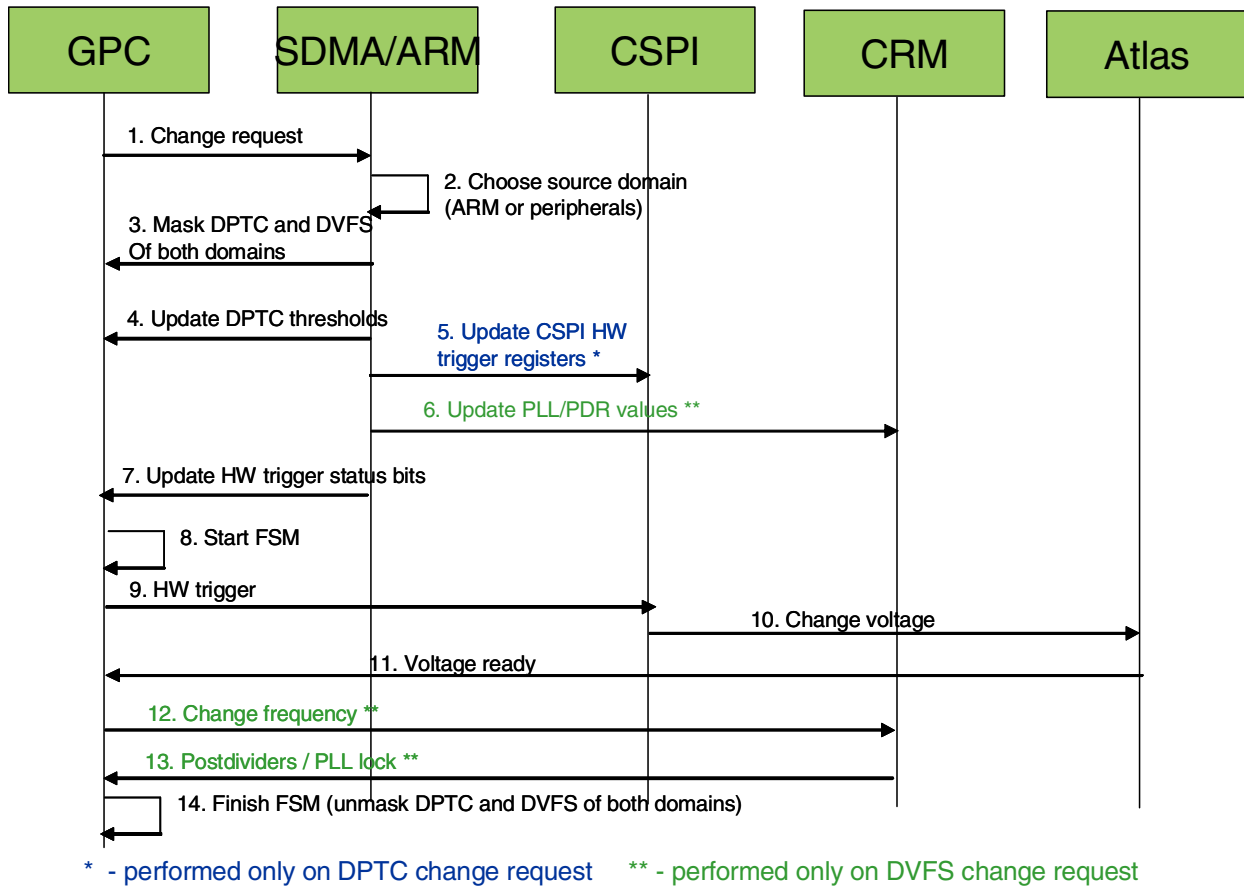 GPC
SDMA/ARM
CSPI
CRM
Atlas
1. Change request
2. Choose source domain
(ARM or peripherals)
3. Mask DPTC and DVFS
Of both domains
4. Update DPTC thresholds
5. Update CSPI HW
trigger registers *
6. Update PLL/PDR values **
7. Update HW trigger status bits
8. Start FSM
9. HW trigger
10. Change voltage
11. Voltage ready
12. Change frequency **
13. Postdividers / PLL lock **
14. Finish FSM (unmask DPTC and DVFS of both domains)
* - performed only on DPTC change request
** - performed only on DVFS change request